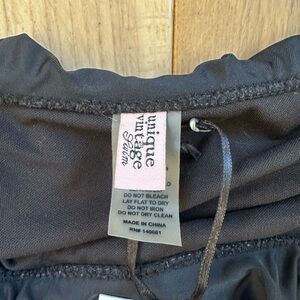 unique
vintage
Swim
DO NOT BLEACH
LAY FLAT TO DRY
DO NOT IRON
DO NOT DRY CLEAN
MADE IN CHINA
RN# 140681